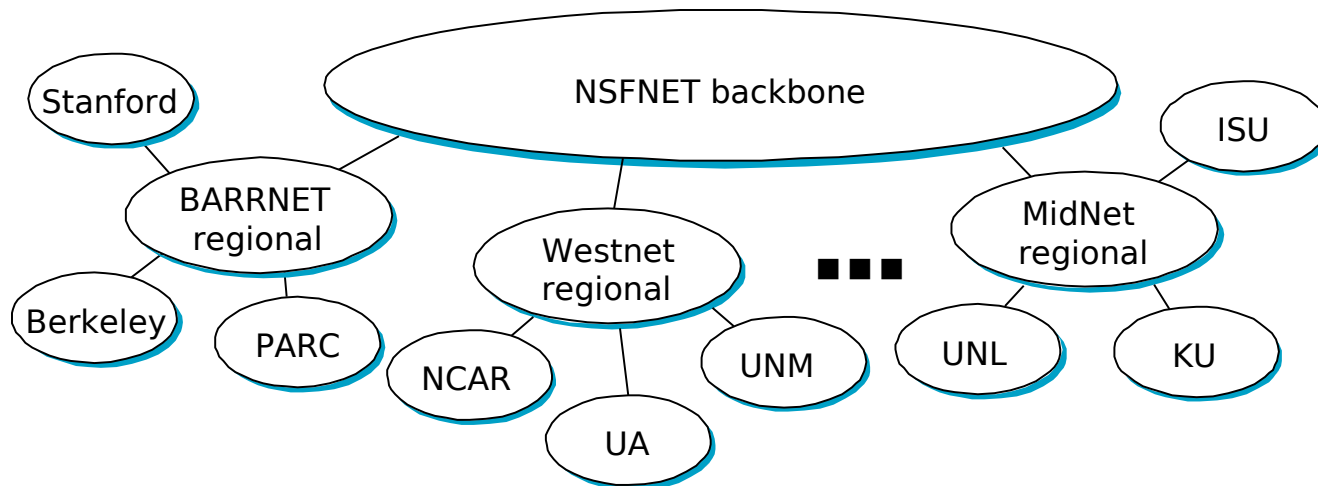 NSFNET backbone
Stanford
ISU
BARRNET
regional
MidNet
regional
Westnet
regional
Berkeley
PARC
NCAR
UA
UNM
UNL
KU